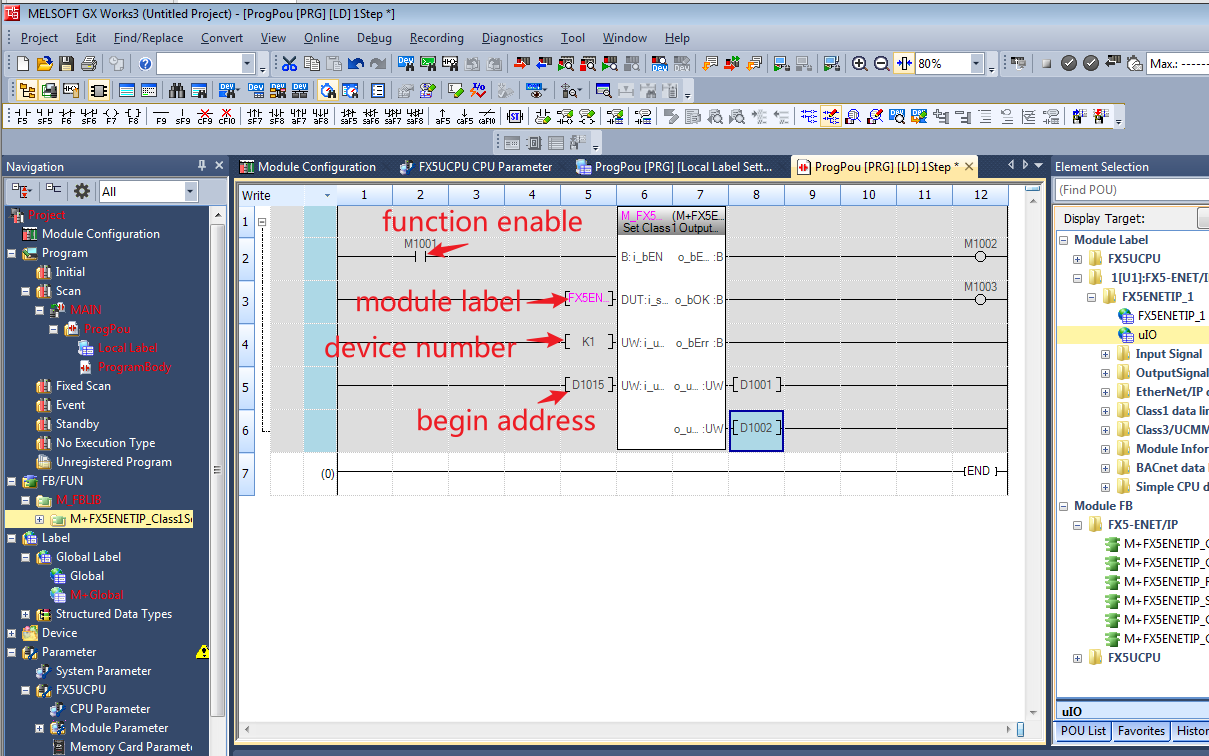 MELSOFT GX Works3 (Untitled Project) - [ProgPou [PRG] [LD] 1Step *]
Project Edit Find/Replace Convert View Online Debug Recording Diagnostics Tool Window Help
80%
Max.:
F5 sF5 F6 sF6 F7 F8 F9 sF9 cF9 cF10 sF7 sF8 aF7 aF8 saF5 saF6 saF7 saF8 aF5 caF5 caF10
Navigation
All
Project
Module Configuration
Program
Initial
Scan
MAIN
ProgPou
Local Label
ProgramBody
Fixed Scan
Event
Standby
No Execution Type
Unregistered Program
FB/FUN
M_FBLIB
M+FX5ENETIP_Class1Se
Label
Global Label
Global
M+Global
Structured Data Types
Device
Parameter
System Parameter
FX5UCPU
CPU Parameter
Module Parameter
Memory Card Paramet
Module Configuration
FX5UCPU CPU Parameter
ProgPou [PRG] [Local Label Sett...
ProgPou [PRG] [LD] 1Step *
Write 1 2 3 4 5 6 7 8 9 10 11 12
1 M_FX5... (M+FX5E...
Set Class1 Output...
function enable
2 M1001 B: i_bEN o_bE... :B M1002
module label
3 FX5EN... DUT: i_s... o_bOK :B M1003
device number
4 K1 UW: i_u... o_bErr :B
5 D1015 UW: i_u... o_u... :UW D1001
begin address
6 o_u... :UW D1002
7 (0) END
Element Selection
(Find POU)
Display Target:
Module Label
FX5UCPU
1[U1]:FX5-ENET/I
FX5ENETIP_1
FX5ENETIP_1
uIO
Input Signal
OutputSignal
EtherNet/IP c
Class1 data lin
Class3/UCMM
Module Infor
BACnet data
Simple CPU d
Module FB
FX5-ENET/IP
M+FX5ENETIP_C
M+FX5ENETIP_C
M+FX5ENETIP_F
M+FX5ENETIP_S
M+FX5ENETIP_C
M+FX5ENETIP_C
FX5UCPU
uIO
POU List Favorites Histor